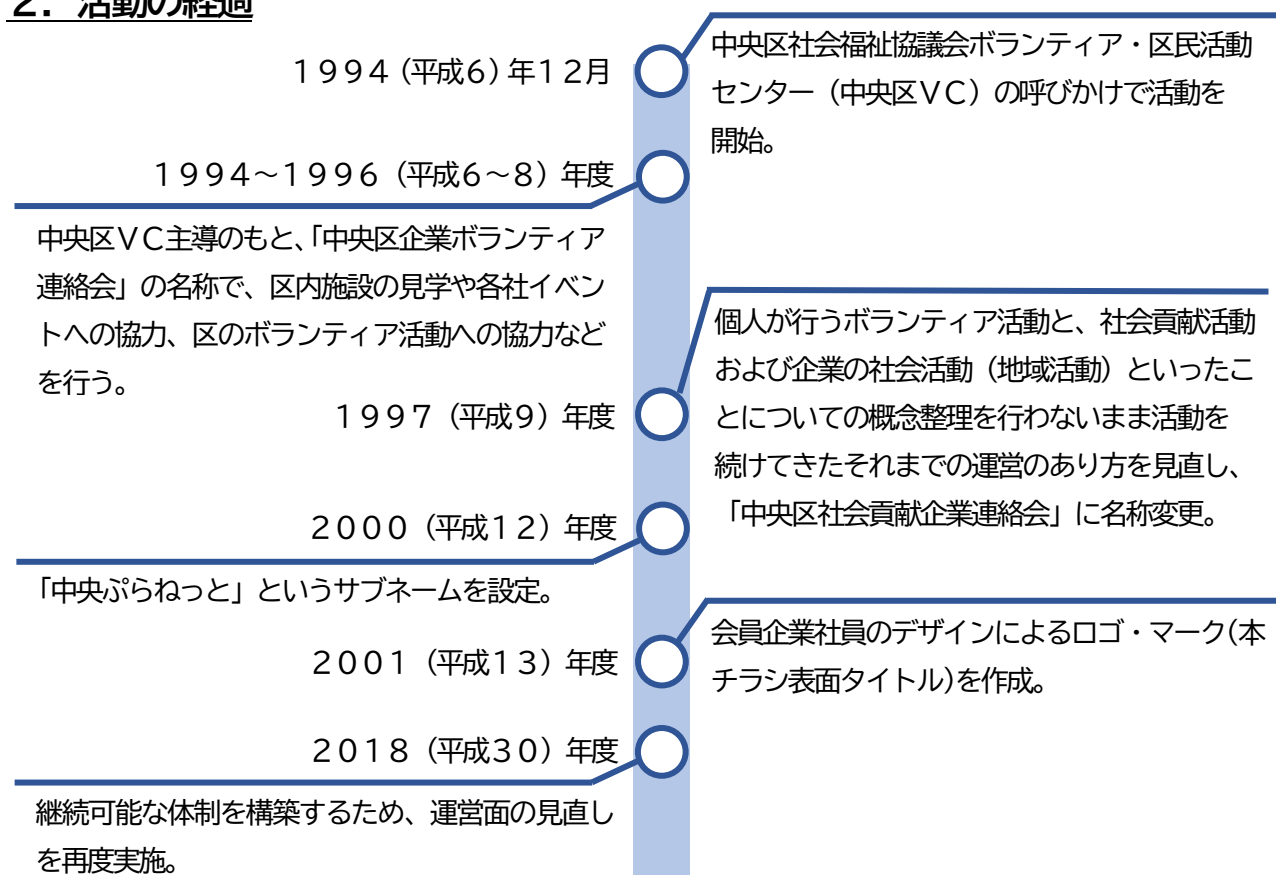 ２．活動の経過
１９９４（平成６）年１２月
中央区社会福祉協議会ボランティア・区民活動
センター（中央区ＶＣ）の呼びかけで活動を
開始。
１９９４～１９９６（平成６～８）年度
中央区ＶＣ主導のもと、「中央区企業ボランティア
連絡会」の名称で、区内施設の見学や各社イベン
トへの協力、区のボランティア活動への協力など
を行う。
１９９７（平成９）年度
個人が行うボランティア活動と、社会貢献活動
および企業の社会活動（地域活動）といったこ
とについての概念整理を行わないまま活動を
続けてきたそれまでの運営のあり方を見直し、
「中央区社会貢献企業連絡会」に名称変更。
２０００（平成１２）年度
「中央ぷらねっと」というサブネームを設定。
２００１（平成１３）年度
会員企業社員のデザインによるロゴ・マーク(本
チラシ表面タイトル)を作成。
２０１８（平成３０）年度
継続可能な体制を構築するため、運営面の見直し
を再度実施。